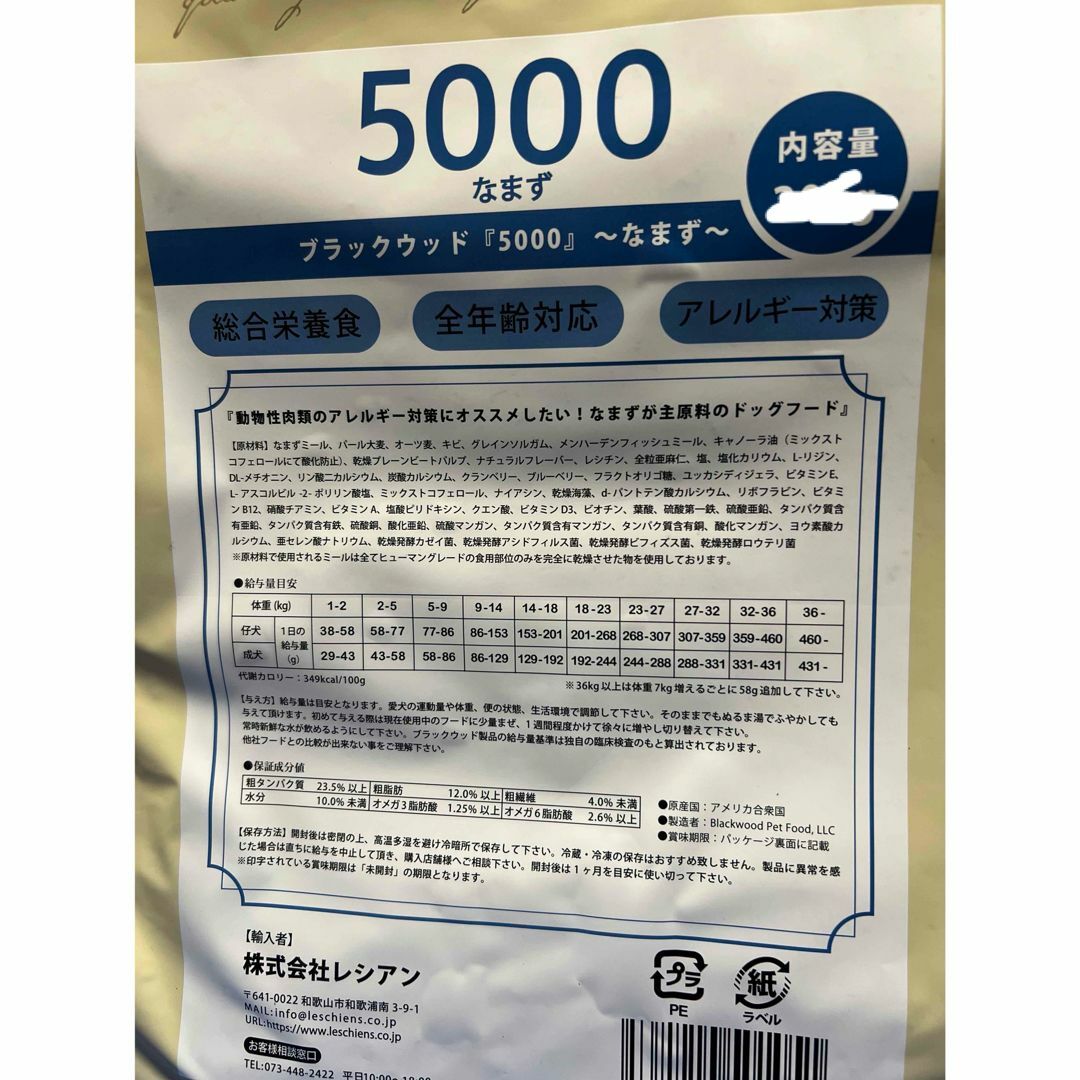 5000
なまず
内容量
ブラックウッド『5000』 ～なまず～
総合栄養食
全年齢対応
アレルギー対策
『動物性肉類のアレルギー対策にオススメしたい！なまずが主原料のドッグフード』
【原材料】なまずミール、パール大麦、オーツ麦、キビ、グレインソルガム、メンハーデンフィッシュミール、キャノーラ油（ミックスト
コフェロールにて酸化防止）、乾燥プレーンビートパルプ、ナチュラルフレーバー、レシチン、全粒亜麻仁、塩、塩化カリウム、L-リジン、
DL-メチオニン、リン酸二カルシウム、炭酸カルシウム、クランベリー、ブルーベリー、フラクトオリゴ糖、ユッカシディジェラ、ビタミンE、
L-アスコルビル-2-ポリリン酸塩、ミックストコフェロール、ナイアシン、乾燥海藻、d-パントテン酸カルシウム、リボフラビン、ビタミ
ンB12、硝酸チアミン、ビタミンA、塩酸ピリドキシン、クエン酸、ビタミンD3、ビオチン、葉酸、硫酸第一鉄、硫酸亜鉛、タンパク質含
有亜鉛、タンパク質含有鉄、硫酸銅、酸化亜鉛、硫酸マンガン、タンパク質含有マンガン、タンパク質含有銅、酸化マンガン、ヨウ素酸カ
ルシウム、亜セレン酸ナトリウム、乾燥発酵カゼイ菌、乾燥発酵アシドフィルス菌、乾燥発酵ビフィズス菌、乾燥発酵ロウテリ菌
※原材料で使用されるミールは全てヒューマングレードの食用部位のみを完全に乾燥させた物を使用しております。
●給与量目安
体重(kg) 1-2 2-5 5-9 9-14 14-18 18-23 23-27 27-32 32-36 36-
仔犬 1日の給与量(g) 38-58 58-77 77-86 86-153 153-201 201-268 268-307 307-359 359-460 460-
成犬 29-43 43-58 58-86 86-129 129-192 192-244 244-288 288-331 331-431 431-
代謝カロリー：349kcal/100g
※36kg以上は体重7kg増えるごとに58g追加して下さい。
【与え方】給与量は目安となります。愛犬の運動量や体重、便の状態、生活環境で調節して下さい。そのままでもぬるま湯でふやかしても
与えて頂けます。初めて与える際は現在使用中のフードに少量まぜ、1週間程度かけて徐々に増やし切り替えて下さい。
常時新鮮な水が飲めるようにして下さい。ブラックウッド製品の給与量基準は独自の臨床検査のもと算出されております。
他社フードとの比較が出来ない事をご理解下さい。
●保証成分値
粗タンパク質 23.5%以上 粗脂肪 12.0%以上 粗繊維 4.0%未満
水分 10.0%未満 オメガ3脂肪酸 1.25%以上 オメガ6脂肪酸 2.6%以上
●原産国：アメリカ合衆国
●製造者：Blackwood Pet Food, LLC
●賞味期限：パッケージ裏面に記載
【保存方法】開封後は密閉の上、高温多湿を避け冷暗所で保存して下さい。冷蔵・冷凍の保存はおすすめ致しません。製品に異常を感
じた場合は直ちに給与を中止して頂き、購入店舗様へご相談下さい。開封後は1ヶ月を目安に使い切って下さい。
※印字されている賞味期限は「未開封」の期限となります。
【輸入者】
株式会社レシアン
〒641-0022 和歌山市和歌浦南3-9-1
MAIL:info@leschiens.co.jp
URL:https://www.leschiens.co.jp
お客様相談窓口
TEL:073-448-2422 平日10:00-18:00
プラ
PE
紙
ラベル